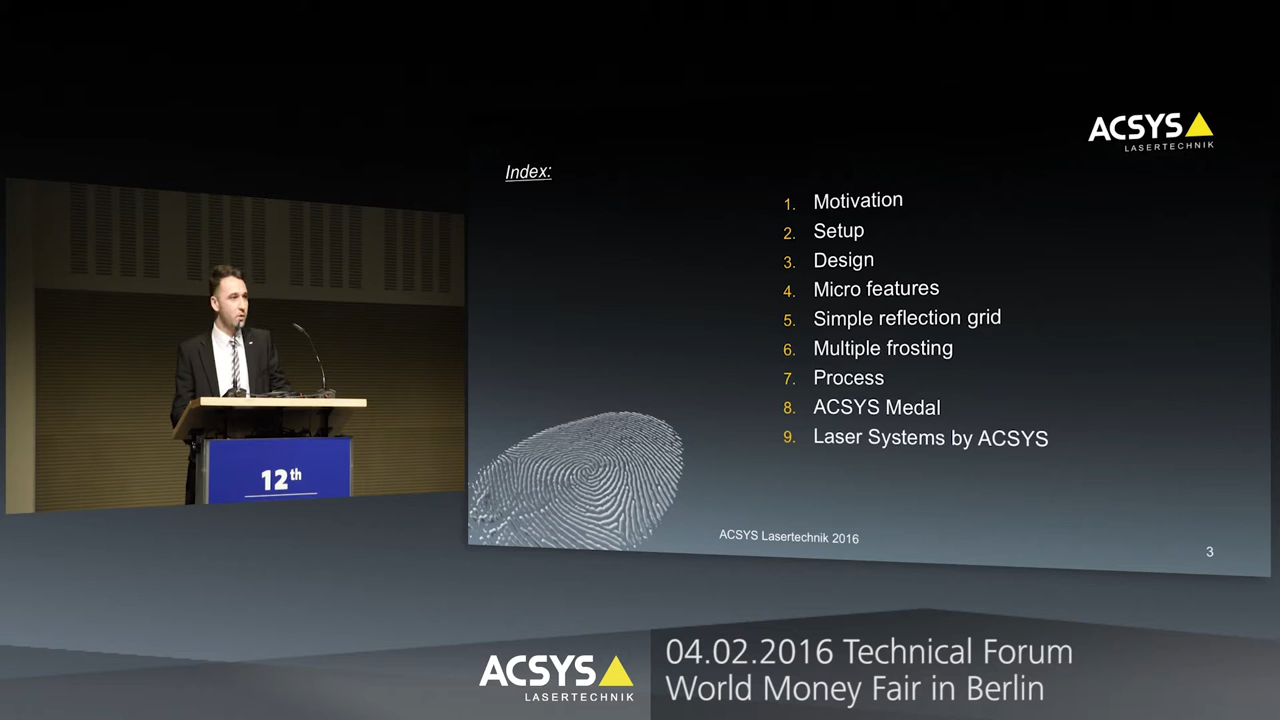 ACSYS
LASERTECHNIK
Index:
1. Motivation
2. Setup
3. Design
4. Micro features
5. Simple reflection grid
6. Multiple frosting
7. Process
8. ACSYS Medal
9. Laser Systems by ACSYS
12th
ACSYS Lasertechnik 2016
3
ACSYS
LASERTECHNIK
04.02.2016 Technical Forum
World Money Fair in Berlin